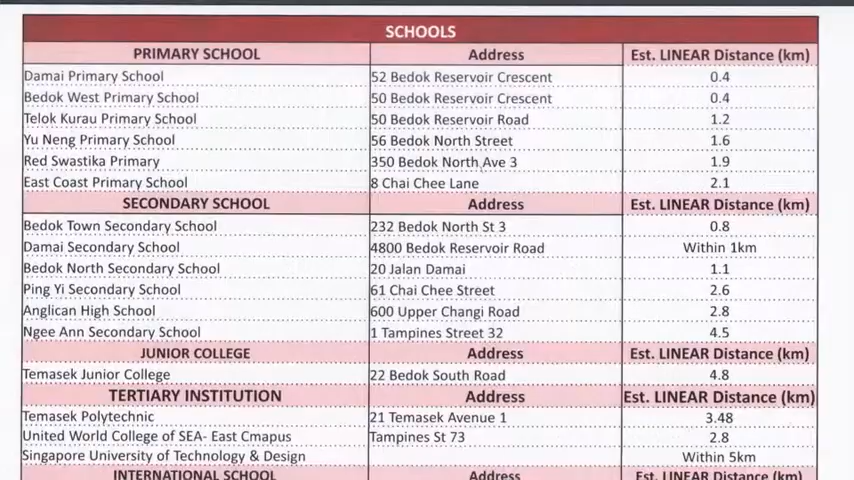 SCHOOLS
PRIMARY SCHOOL Address Est. LINEAR Distance (km)
Damai Primary School 52 Bedok Reservoir Crescent 0.4
Bedok West Primary School 50 Bedok Reservoir Crescent 0.4
Telok Kurau Primary School 50 Bedok Reservoir Road 1.2
Yu Neng Primary School 56 Bedok North Street 1.6
Red Swastika Primary 350 Bedok North Ave 3 1.9
East Coast Primary School 8 Chai Chee Lane 2.1
SECONDARY SCHOOL Address Est. LINEAR Distance (km)
Bedok Town Secondary School 232 Bedok North St 3 0.8
Damai Secondary School 4800 Bedok Reservoir Road Within 1km
Bedok North Secondary School 20 Jalan Damai 1.1
Ping Yi Secondary School 61 Chai Chee Street 2.6
Anglican High School 600 Upper Changi Road 2.8
Ngee Ann Secondary School 1 Tampines Street 32 4.5
JUNIOR COLLEGE Address Est. LINEAR Distance (km)
Temasek Junior College 22 Bedok South Road 4.8
TERTIARY INSTITUTION Address Est. LINEAR Distance (km)
Temasek Polytechnic 21 Temasek Avenue 1 3.48
United World College of SEA- East Cmapus Tampines St 73 2.8
Singapore University of Technology & Design Within 5km
INTERNATIONAL SCHOOL Address Est. LINEAR Distance (km)